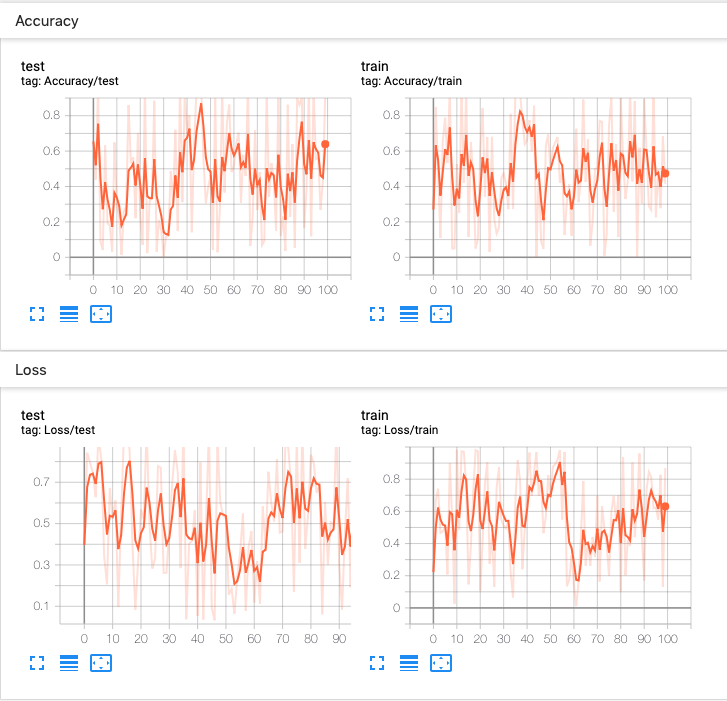 Accuracy
test
tag: Accuracy/test
train
tag: Accuracy/train
0.8
0.6
0.4
0.2
0
0 10 20 30 40 50 60 70 80 90 100
0.8
0.6
0.4
0.2
0
0 10 20 30 40 50 60 70 80 90 100
Loss
test
tag: Loss/test
train
tag: Loss/train
0.7
0.5
0.3
0.1
0 10 20 30 40 50 60 70 80 90
0.8
0.6
0.4
0.2
0
0 10 20 30 40 50 60 70 80 90 100